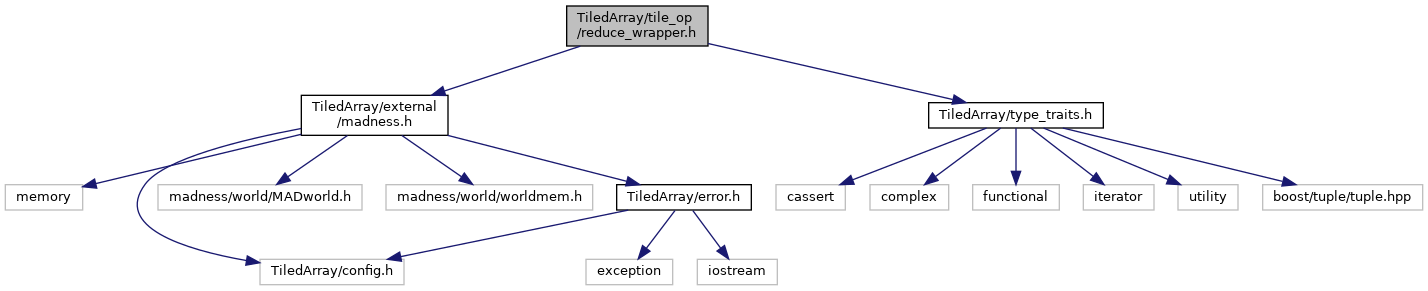 TiledArray/tile_op
/reduce_wrapper.h
TiledArray/external
/madness.h
TiledArray/type_traits.h
memory
madness/world/MADworld.h
madness/world/worldmem.h
TiledArray/error.h
cassert
complex
functional
iterator
utility
boost/tuple/tuple.hpp
TiledArray/config.h
exception
iostream